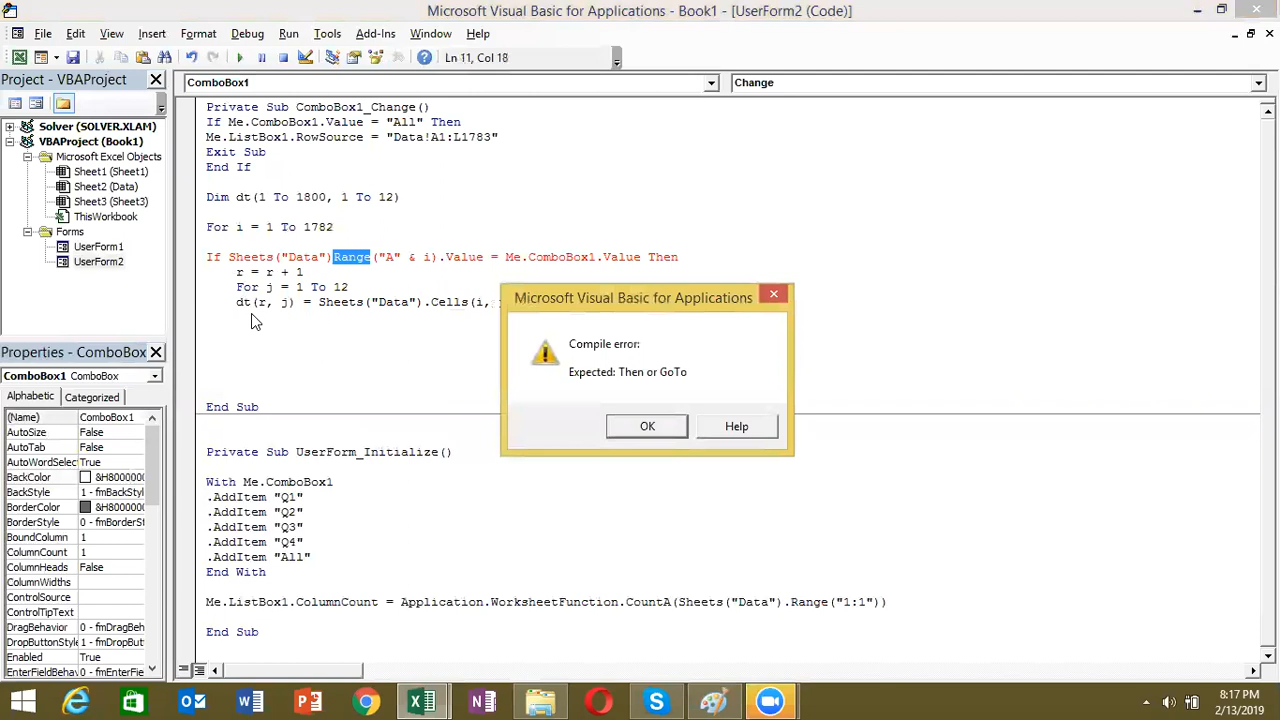 Microsoft Visual Basic for Applications - Book1 - [UserForm2 (Code)]
File Edit View Insert Format Debug Run Tools Add-Ins Window Help
Ln 11, Col 18
Project - VBAProject
ComboBox1
Change
Solver (SOLVER.XLAM)
VBAProject (Book1)
Microsoft Excel Objects
Sheet1 (Sheet1)
Sheet2 (Data)
Sheet3 (Sheet3)
ThisWorkbook
Forms
UserForm1
UserForm2
Private Sub ComboBox1_Change()
If Me.ComboBox1.Value = "All" Then
Me.ListBox1.RowSource = "Data!A1:L1783"
Exit Sub
End If
Dim dt(1 To 1800, 1 To 12)
For i = 1 To 1782
If Sheets("Data")Range("A" & i).Value = Me.ComboBox1.Value Then
r = r + 1
For j = 1 To 12
dt(r, j) = Sheets("Data").Cells(i,
End Sub
Private Sub UserForm_Initialize()
With Me.ComboBox1
.AddItem "Q1"
.AddItem "Q2"
.AddItem "Q3"
.AddItem "Q4"
.AddItem "All"
End With
Me.ListBox1.ColumnCount = Application.WorksheetFunction.CountA(Sheets("Data").Range("1:1"))
End Sub
Microsoft Visual Basic for Applications
Compile error:
Expected: Then or GoTo
OK
Help
Properties - ComboBox
ComboBox1 ComboBox
Alphabetic Categorized
(Name) ComboBox1
AutoSize False
AutoTab False
AutoWordSelec True
BackColor &H8000000
BackStyle 1 - fmBackStyl
BorderColor &H8000000
BorderStyle 0 - fmBorderSt
BoundColumn 1
ColumnCount 1
ColumnHeads False
ColumnWidths
ControlSource
ControlTipText
DragBehavior 0 - fmDragBeh
DropButtonStyle 1 - fmDropButt
Enabled True
EnterFieldBehav 0 - fmEnterFiel
8:17 PM
2/13/2019